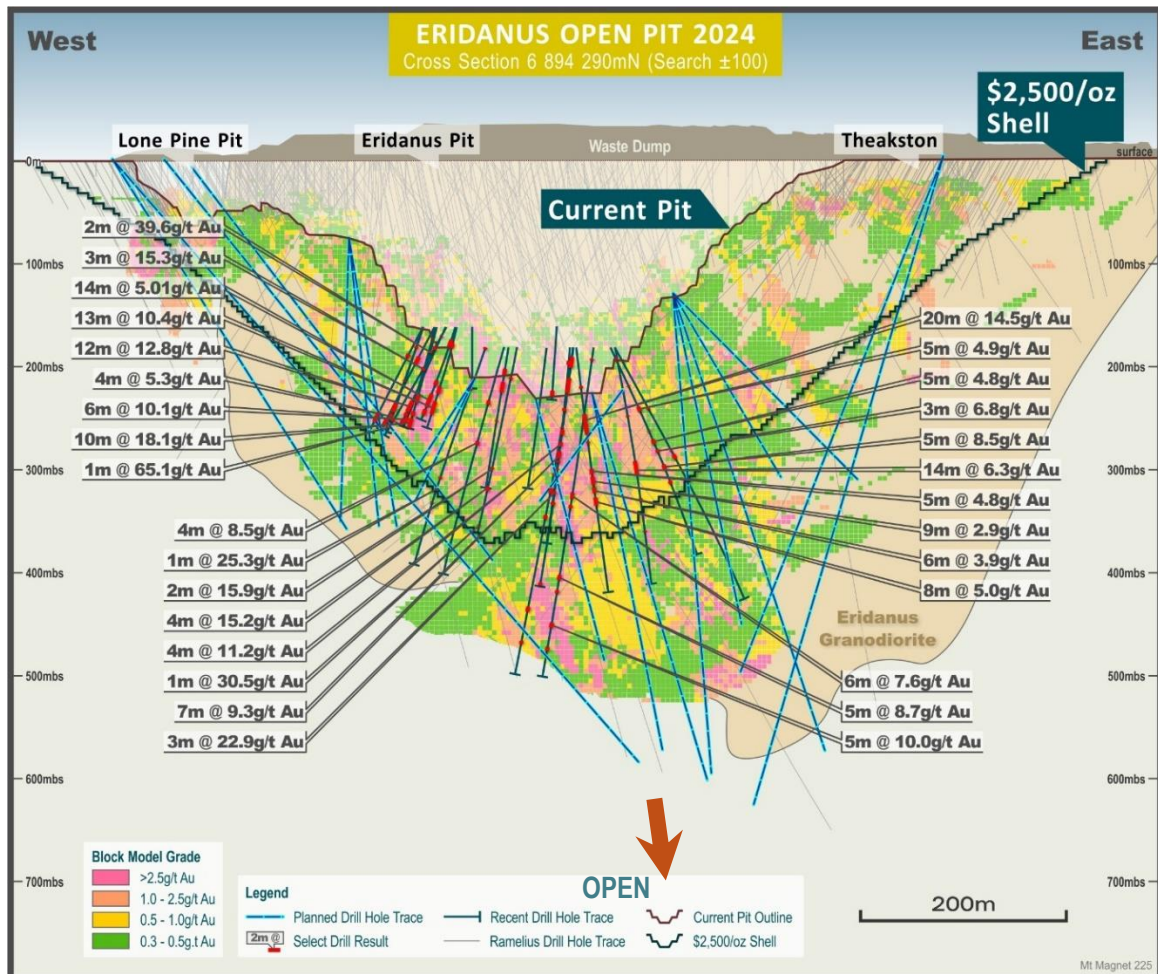 West
ERIDANUS OPEN PIT 2024
Cross Section 6 894 290mN (Search ±100)
East
$2,500/oz
Shell
Lone Pine Pit
Eridanus Pit
Waste Dump
Theakston
0m
surface
Current Pit
2m @ 39.6g/t Au
3m @ 15.3g/t Au
14m @ 5.01g/t Au
13m @ 10.4g/t Au
12m @ 12.8g/t Au
4m @ 5.3g/t Au
6m @ 10.1g/t Au
10m @ 18.1g/t Au
1m @ 65.1g/t Au
4m @ 8.5g/t Au
1m @ 25.3g/t Au
2m @ 15.9g/t Au
4m @ 15.2g/t Au
4m @ 11.2g/t Au
1m @ 30.5g/t Au
7m @ 9.3g/t Au
3m @ 22.9g/t Au
100mbs
200mbs
300mbs
400mbs
500mbs
600mbs
700mbs
20m @ 14.5g/t Au
5m @ 4.9g/t Au
5m @ 4.8g/t Au
3m @ 6.8g/t Au
5m @ 8.5g/t Au
14m @ 6.3g/t Au
5m @ 4.8g/t Au
9m @ 2.9g/t Au
6m @ 3.9g/t Au
8m @ 5.0g/t Au
6m @ 7.6g/t Au
5m @ 8.7g/t Au
5m @ 10.0g/t Au
100mbs
200mbs
300mbs
400mbs
500mbs
600mbs
700mbs
Eridanus
Granodiorite
Block Model Grade
>2.5g/t Au
1.0 - 2.5g/t Au
0.5 - 1.0g/t Au
0.3 - 0.5g.t Au
OPEN
Legend
Planned Drill Hole Trace
Recent Drill Hole Trace
Current Pit Outline
2m @
Select Drill Result
Ramelius Drill Hole Trace
$2,500/oz Shell
200m
Mt Magnet 225